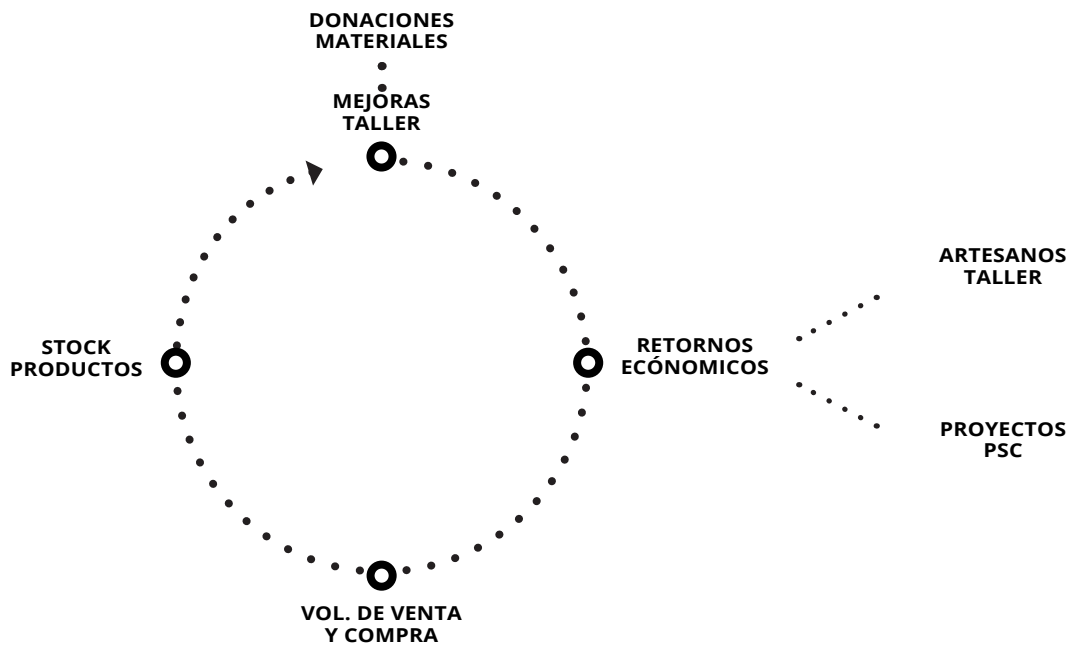 DONACIONES
MATERIALES
MEJORAS
TALLER
ARTESANOS
TALLER
STOCK
PRODUCTOS
RETORNOS
ECÓNOMICOS
PROYECTOS
PSC
VOL. DE VENTA
Y COMPRA